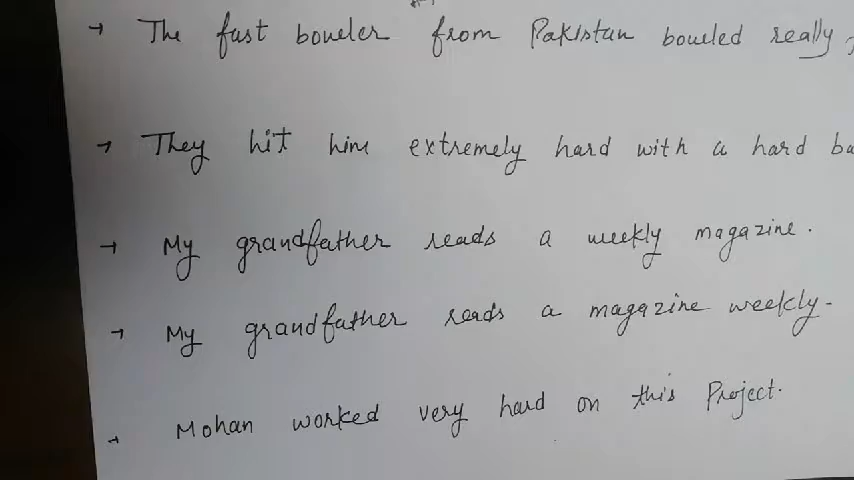 → The fast bowler from Pakistan bowled really
→ They hit him extremely hard with a hard
→ My grandfather reads a weekly magazine.
→ My grandfather reads a magazine weekly.
→ Mohan worked very hard on this Project.